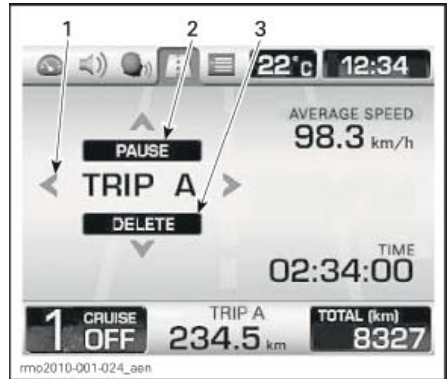 1 2 3
22°c 12:34
AVERAGE SPEED
98.3 km/h
PAUSE
< TRIP A >
DELETE
TIME
02:34:00
1 CRUISE OFF
TRIP A
234.5 km
TOTAL (km)
8327
rmo2010-001-024_aen